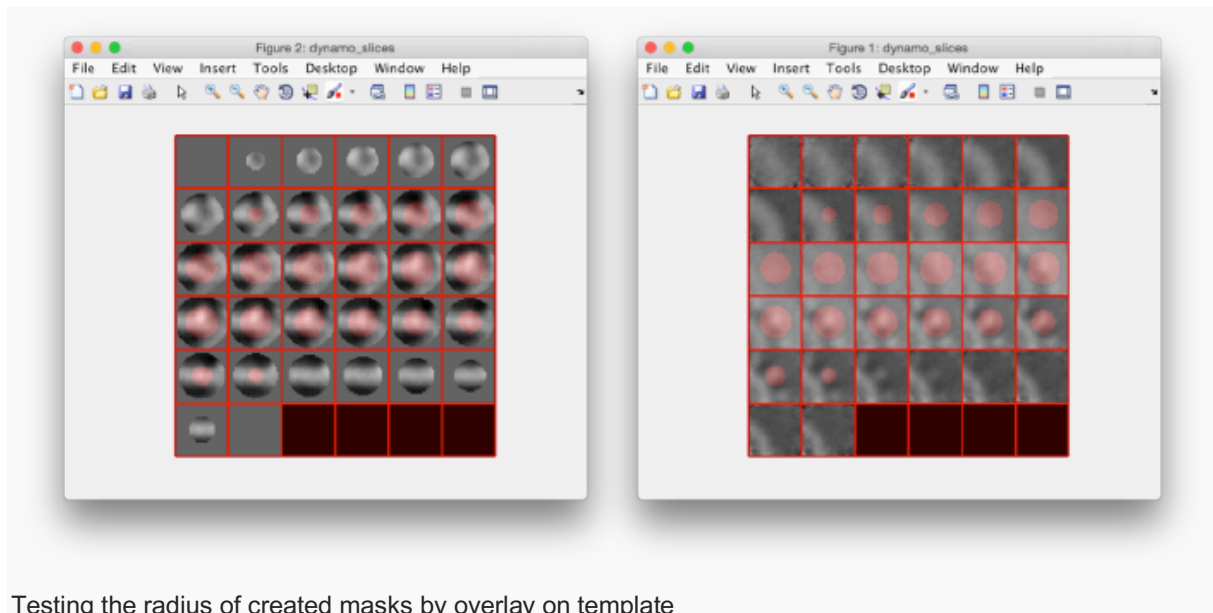 Figure 2: dynamo_slices
File Edit View Insert Tools Desktop Window Help
Figure 1: dynamo_slices
File Edit View Insert Tools Desktop Window Help
Testing the radius of created masks by overlay on template